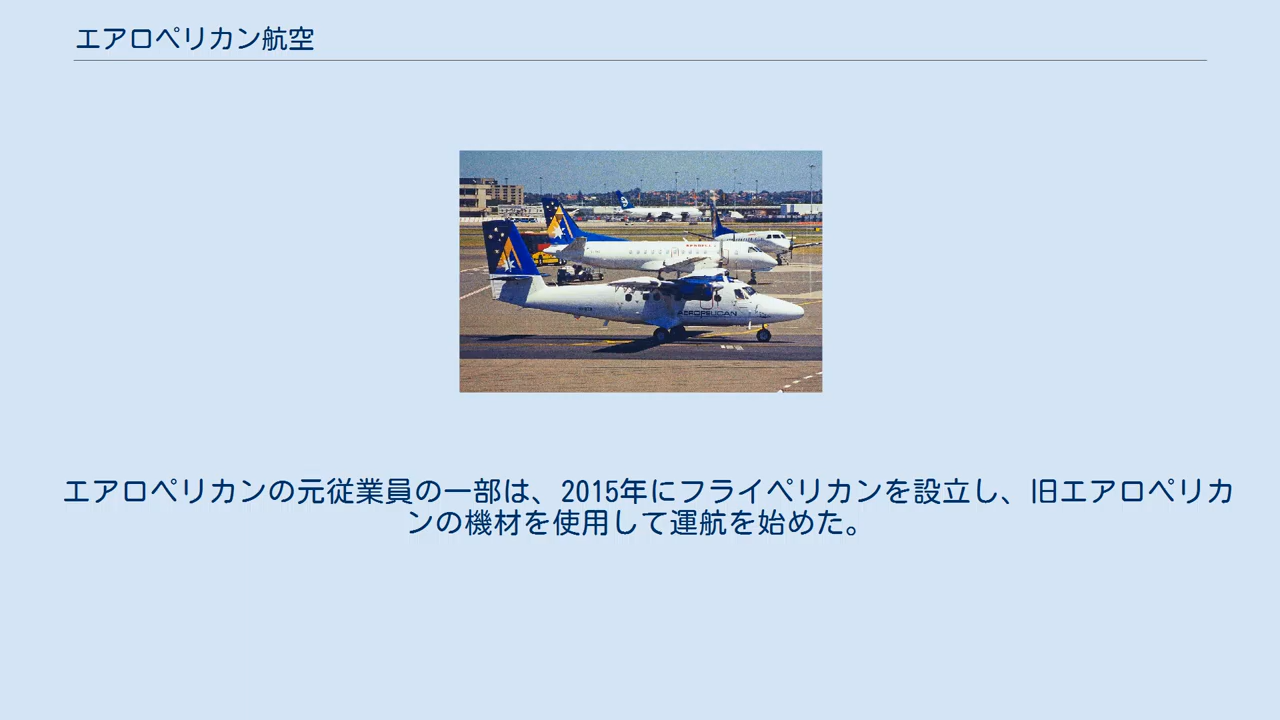 エアロペリカン航空
AEROPELICAN
エアロペリカンの元従業員の一部は、2015年にフライペリカンを設立し、旧エアロペリカ
ンの機材を使用して運航を始めた。